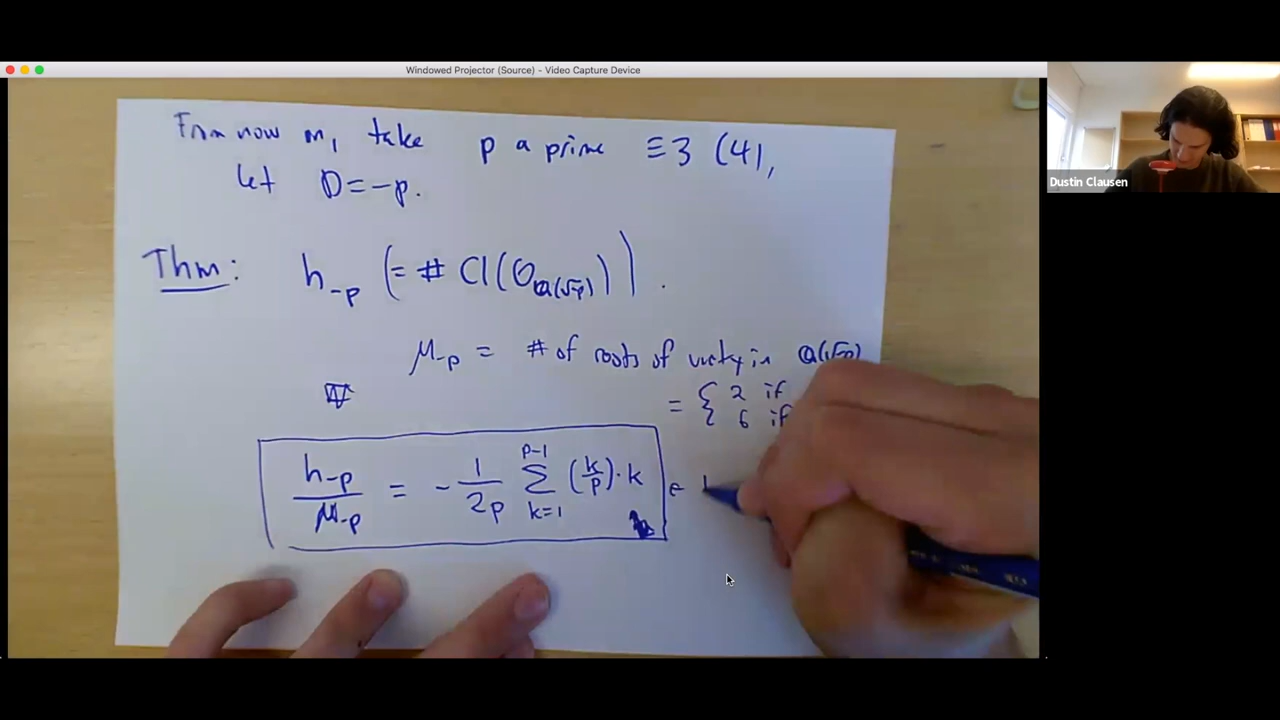 Windowed Projector (Source) - Video Capture Device
From now on, take p a prime ≡ 3 (4),
let D = -p.
Thm: h_{-p} (= # Cl(O_{Q(√-p)})).
μ_{-p} = # of roots of unity in Q(√-p)
= { 2 if
6 if
h_{-p}/μ_{-p} = - 1/2p ∑_{k=1}^{p-1} (k/p)·k =
Dustin Clausen